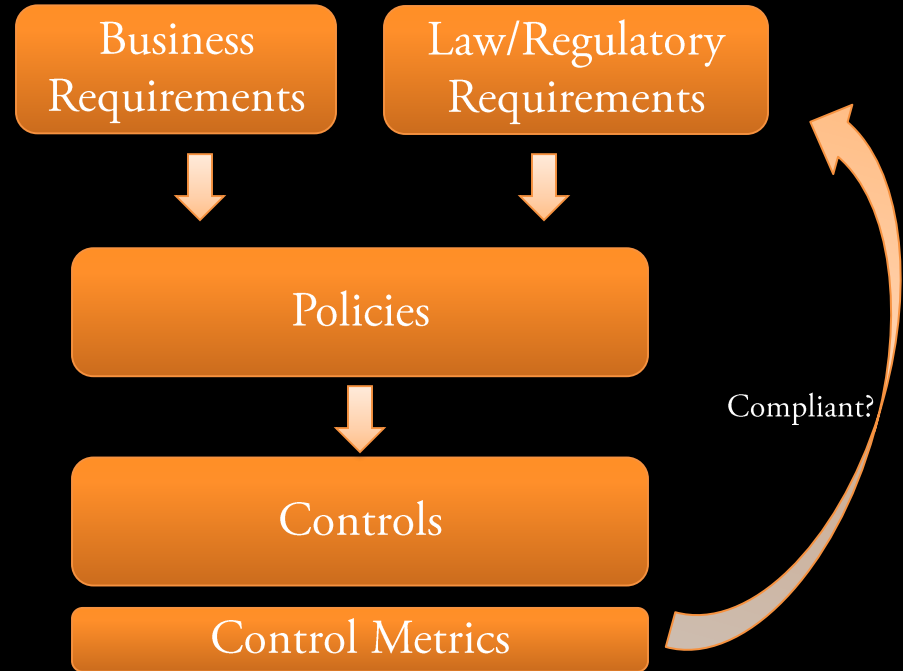 Business
Requirements
Law/Regulatory
Requirements
Policies
Compliant?
Controls
Control Metrics